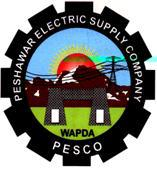 PESHAWAR ELECTRIC SUPPLY COMPANY
WAPDA
PESCO